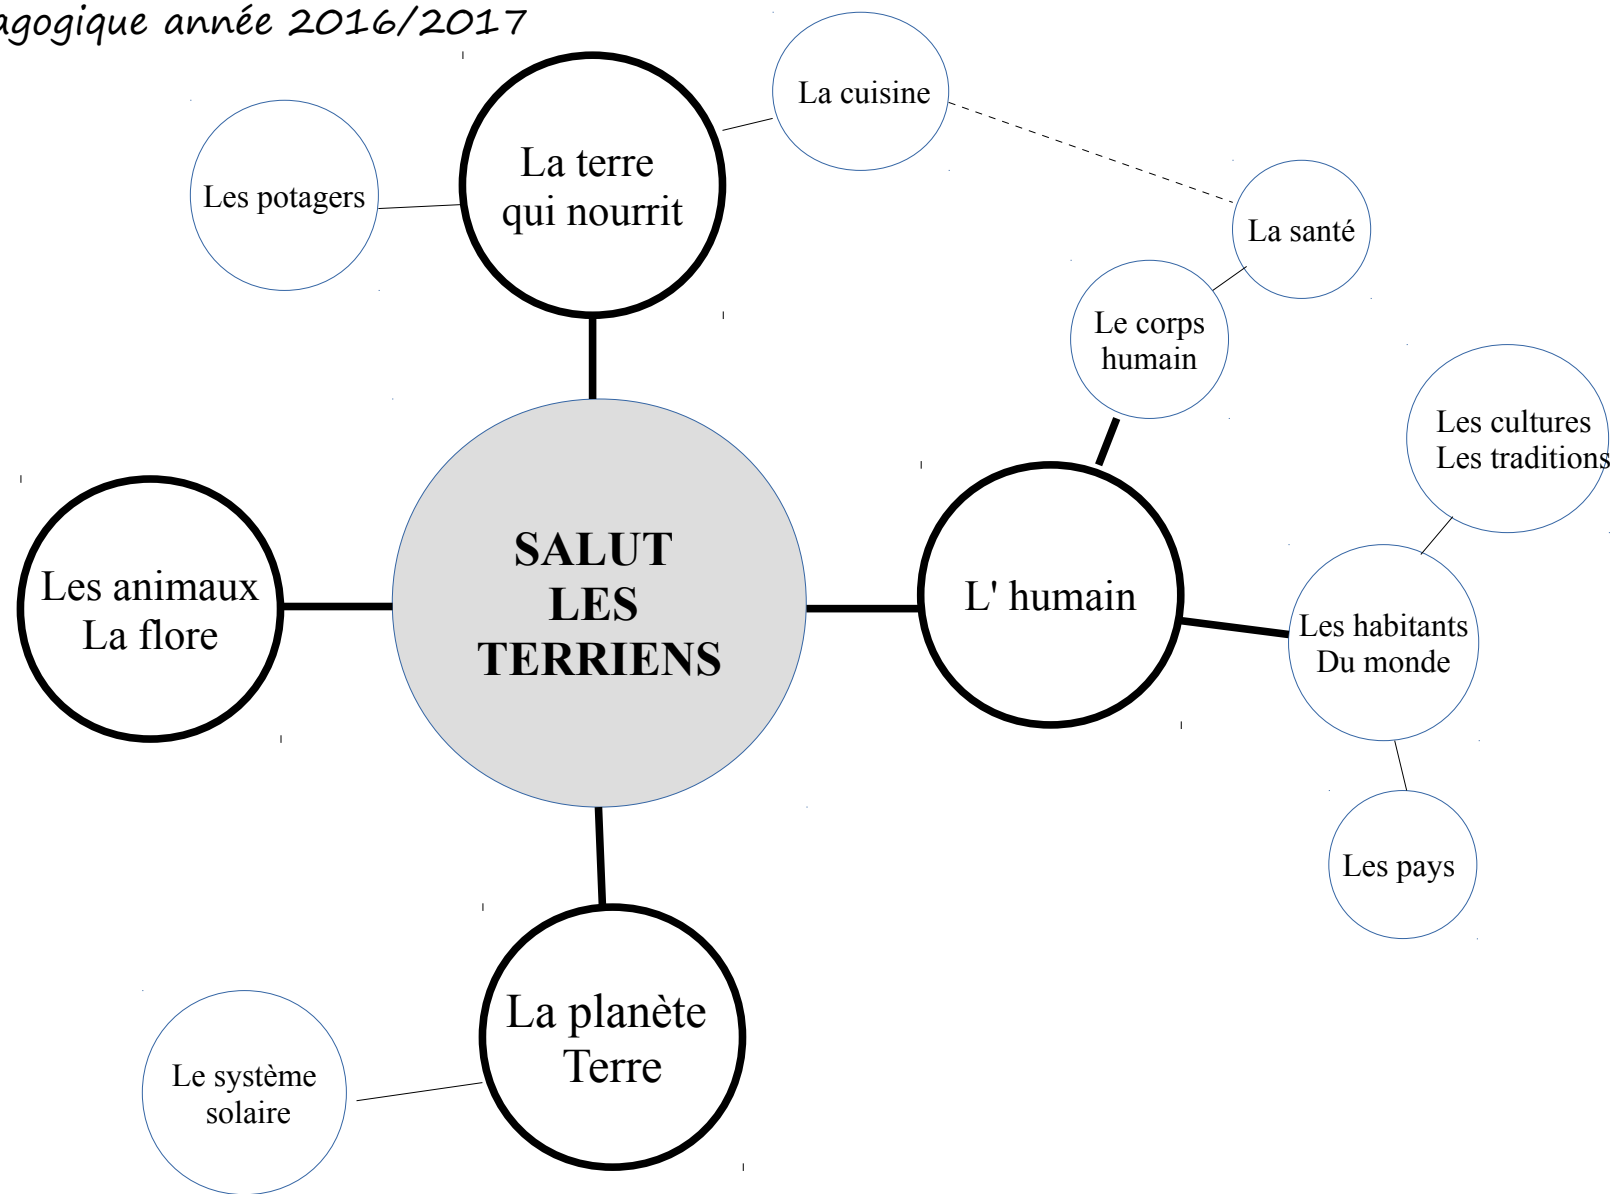 agogique année 2016/2017
La cuisine
La terre
qui nourrit
Les potagers
La santé
Le corps
humain
Les cultures
Les traditions
SALUT
LES
TERRIENS
Les animaux
La flore
L' humain
Les habitants
Du monde
Les pays
La planète
Terre
Le système
solaire